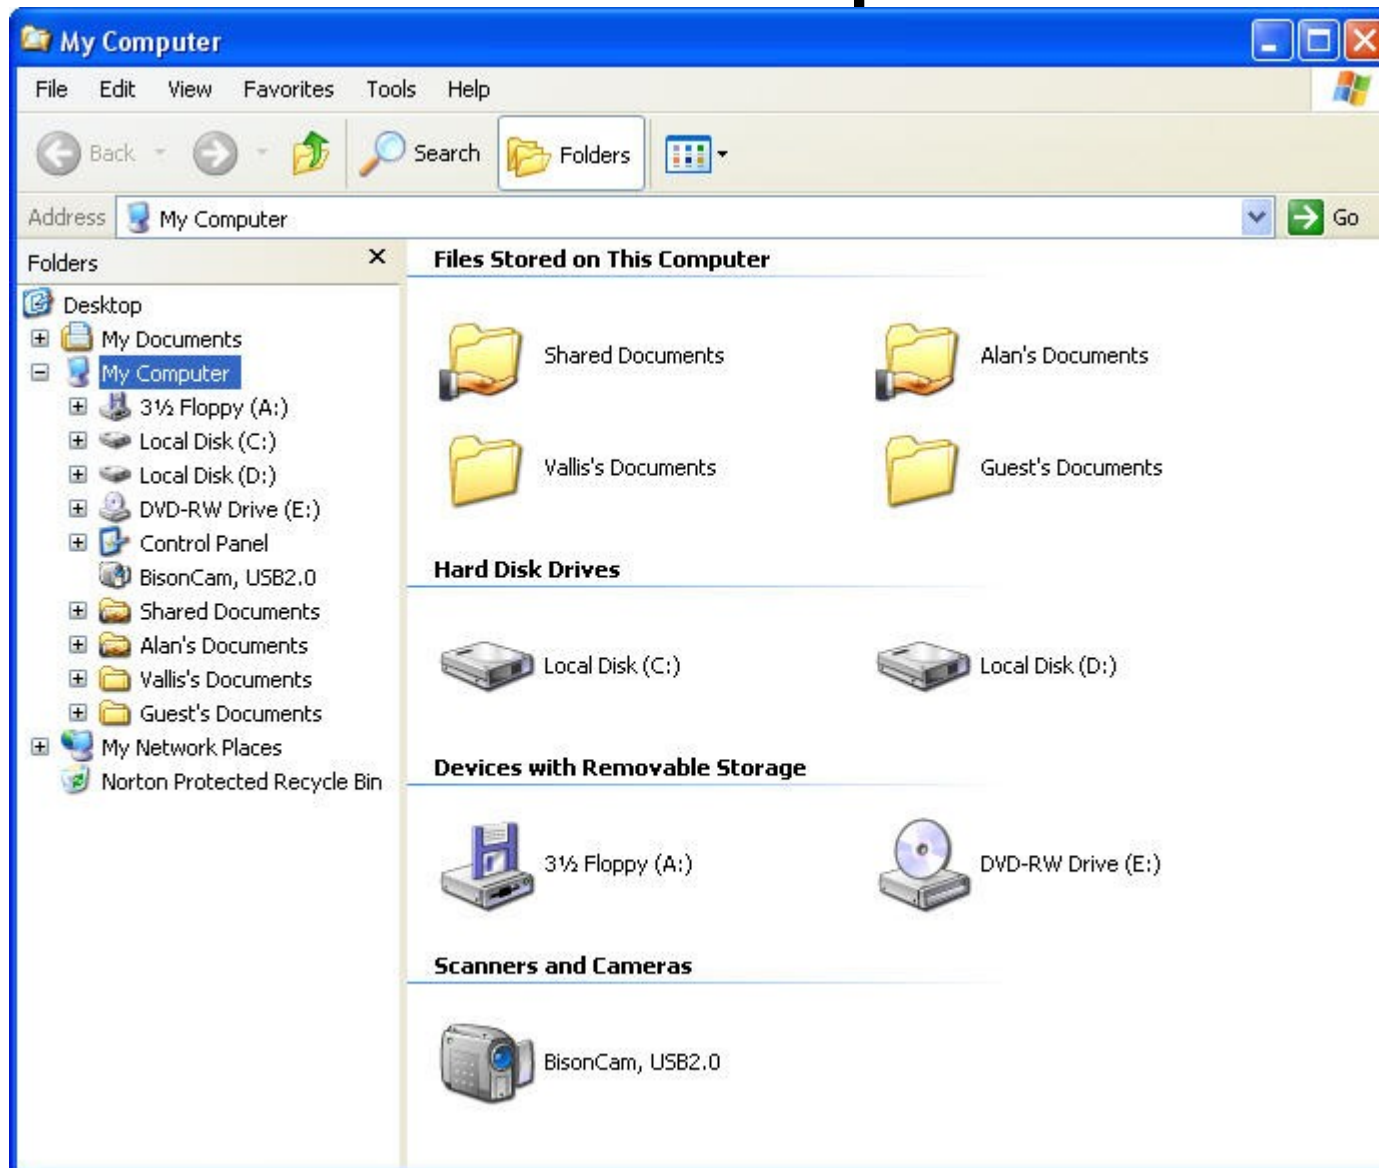 My Computer
File Edit View Favorites Tools Help
Back Search Folders
Address My Computer Go
Folders
Desktop
My Documents
My Computer
3½ Floppy (A:)
Local Disk (C:)
Local Disk (D:)
DVD-RW Drive (E:)
Control Panel
BisonCam, USB2.0
Shared Documents
Alan's Documents
Vallis's Documents
Guest's Documents
My Network Places
Norton Protected Recycle Bin
Files Stored on This Computer
Shared Documents Alan's Documents
Vallis's Documents Guest's Documents
Hard Disk Drives
Local Disk (C:) Local Disk (D:)
Devices with Removable Storage
3½ Floppy (A:) DVD-RW Drive (E:)
Scanners and Cameras
BisonCam, USB2.0